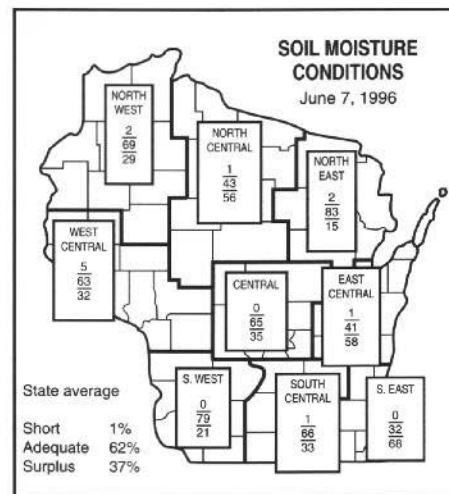 SOIL MOISTURE
CONDITIONS
June 7, 1996
NORTH
WEST
2
69
29
NORTH
CENTRAL
1
43
56
NORTH
EAST
2
83
15
WEST
CENTRAL
5
63
32
CENTRAL
0
65
35
EAST
CENTRAL
1
41
58
S. WEST
0
79
21
SOUTH
CENTRAL
1
66
33
S. EAST
0
32
68
State average
Short 1%
Adequate 62%
Surplus 37%